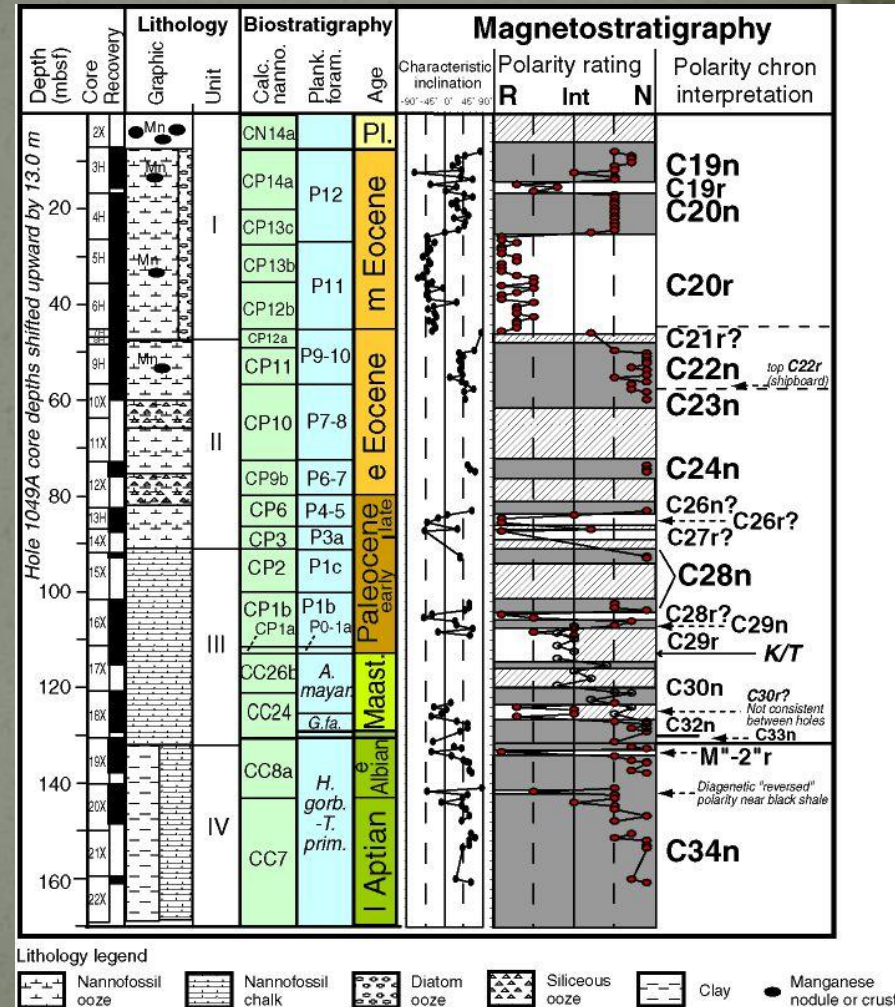 Lithology
Biostratigraphy
Magnetostratigraphy
Depth
(mbsf)
Core
Recovery
Graphic
Unit
Calc.
nanno.
Plank.
foram.
Age
Characteristic
inclination
-90° -45° 0° 45° 90°
Polarity rating
R Int N
Polarity chron
interpretation
Hole 1049A core depths shifted upward by 13.0 m
20
40
60
80
100
120
140
160
2X
3H
4H
5H
6H
9H
10X
11X
12X
13H
14X
15X
16X
17X
18X
19X
20X
21X
22X
Mn
Mn
Mn
Mn
I
II
III
IV
CN14a
CP14a
CP13c
CP13b
CP12b
CP12a
CP11
CP10
CP9b
CP6
CP3
CP2
CP1b
CP1a
CC26b
CC24
CC8a
CC7
P12
P11
P9-10
P7-8
P6-7
P4-5
P3a
P1c
P1b
P0-1a
A.
mayar.
G.fa.
H.
gorb.
-T.
prim.
Pl.
m Eocene
e Eocene
Paleocene
late
early
Maast.
e
Albian
l Aptian
C19n
C19r
C20n
C20r
C21r?
C22n
top C22r
(shipboard)
C23n
C24n
C26n?
C26r?
C27r?
C28n
C28r?
C29n
C29r
K/T
C30n
C30r?
Not consistent
between holes
C32n
C33n
M"-2"r
Diagenetic "reversed"
polarity near black shale
C34n
Lithology legend
Nannofossil
ooze
Nannofossil
chalk
Diatom
ooze
Siliceous
ooze
Clay
Manganese
nodule or crust